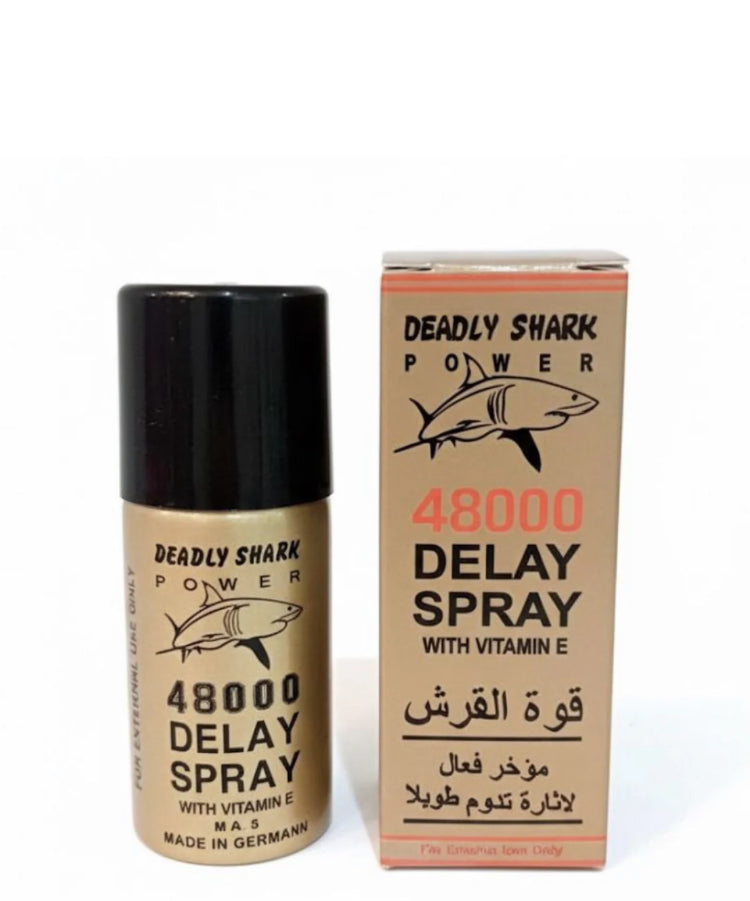 DEADLY SHARK
POWER
48000
DELAY
SPRAY
WITH VITAMIN E
M A. 5
MADE IN GERMANN
FOR EXTERNAL USE ONLY
DEADLY SHARK
POWER
48000
DELAY
SPRAY
WITH VITAMIN E
قوة القرش
مؤخر فعال
لاثارة تدوم طويلا
Only